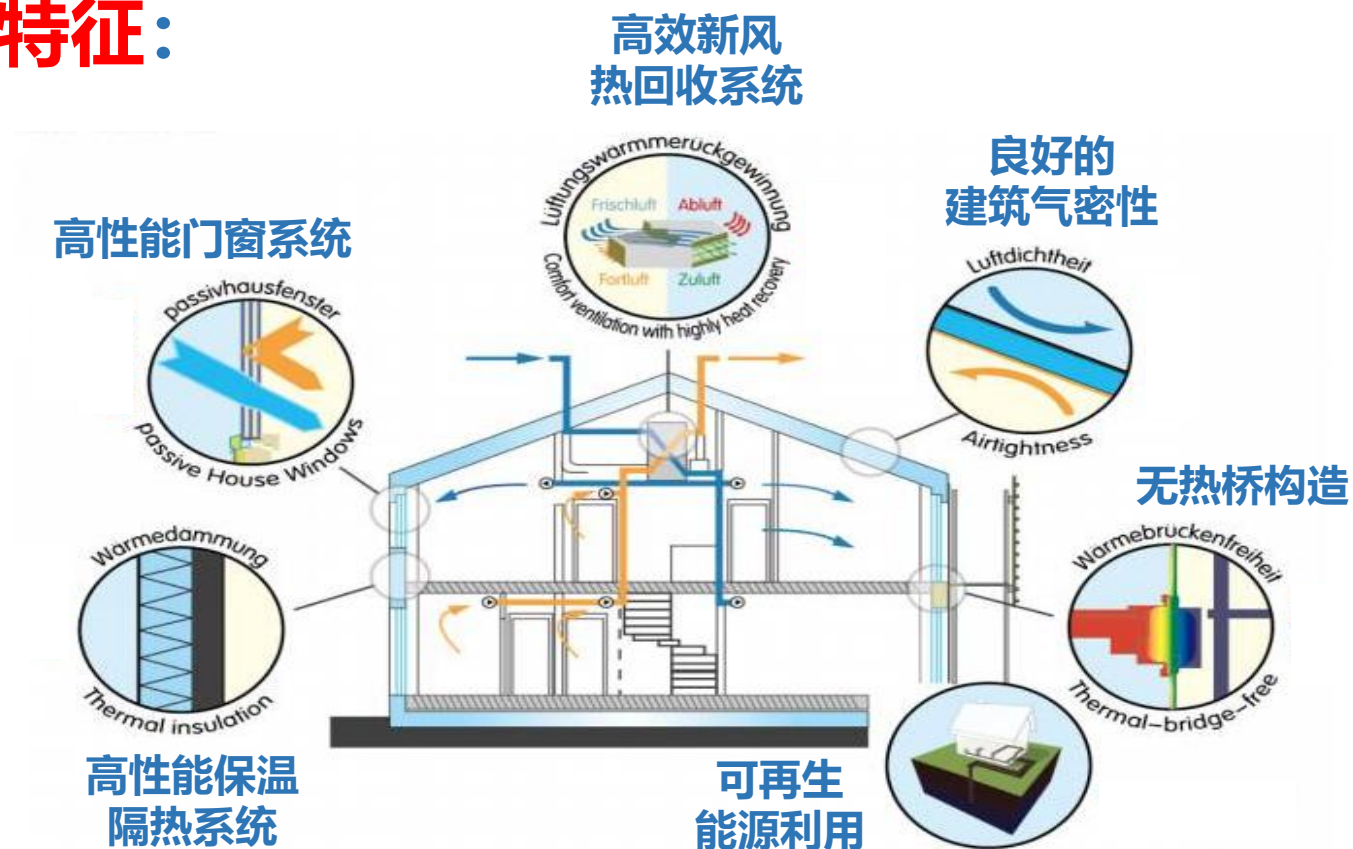 特征：
高效新风
热回收系统
Lüftungswarmmerückgewinnung
Frischluft Abluft
Fortluft Zuluft
Comfort ventilation with highly heat recovery
良好的
建筑气密性
Luftdichtheit
Airtightness
高性能门窗系统
passivhausfenster
passive House Windows
无热桥构造
Warmebruckenfreiheit
Thermal-bridge-free
Warmedammung
Thermal insulation
高性能保温
隔热系统
可再生
能源利用